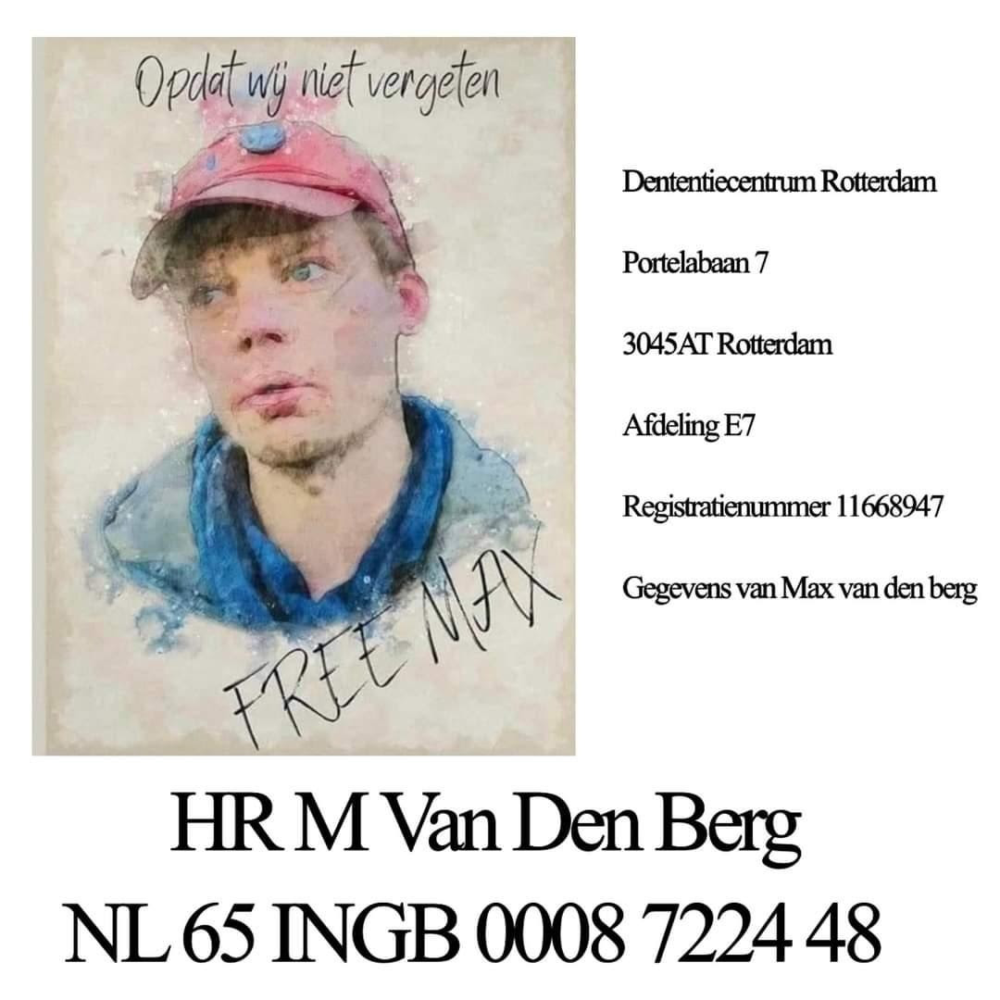 Opdat wij niet vergeten
FREE MAX
Dententiecentrum Rotterdam
Portelabaan 7
3045AT Rotterdam
Afdeling E7
Registratienummer 11668947
Gegevens van Max van den berg
HR M Van Den Berg
NL 65 INGB 0008 7224 48